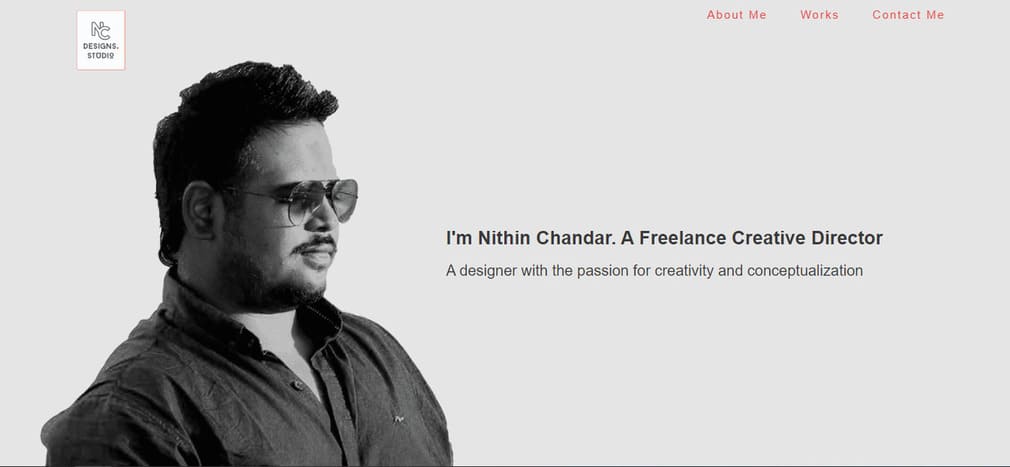 NC
DESIGNS.
STUDIO
About Me
Works
Contact Me
I'm Nithin Chandar. A Freelance Creative Director
A designer with the passion for creativity and conceptualization